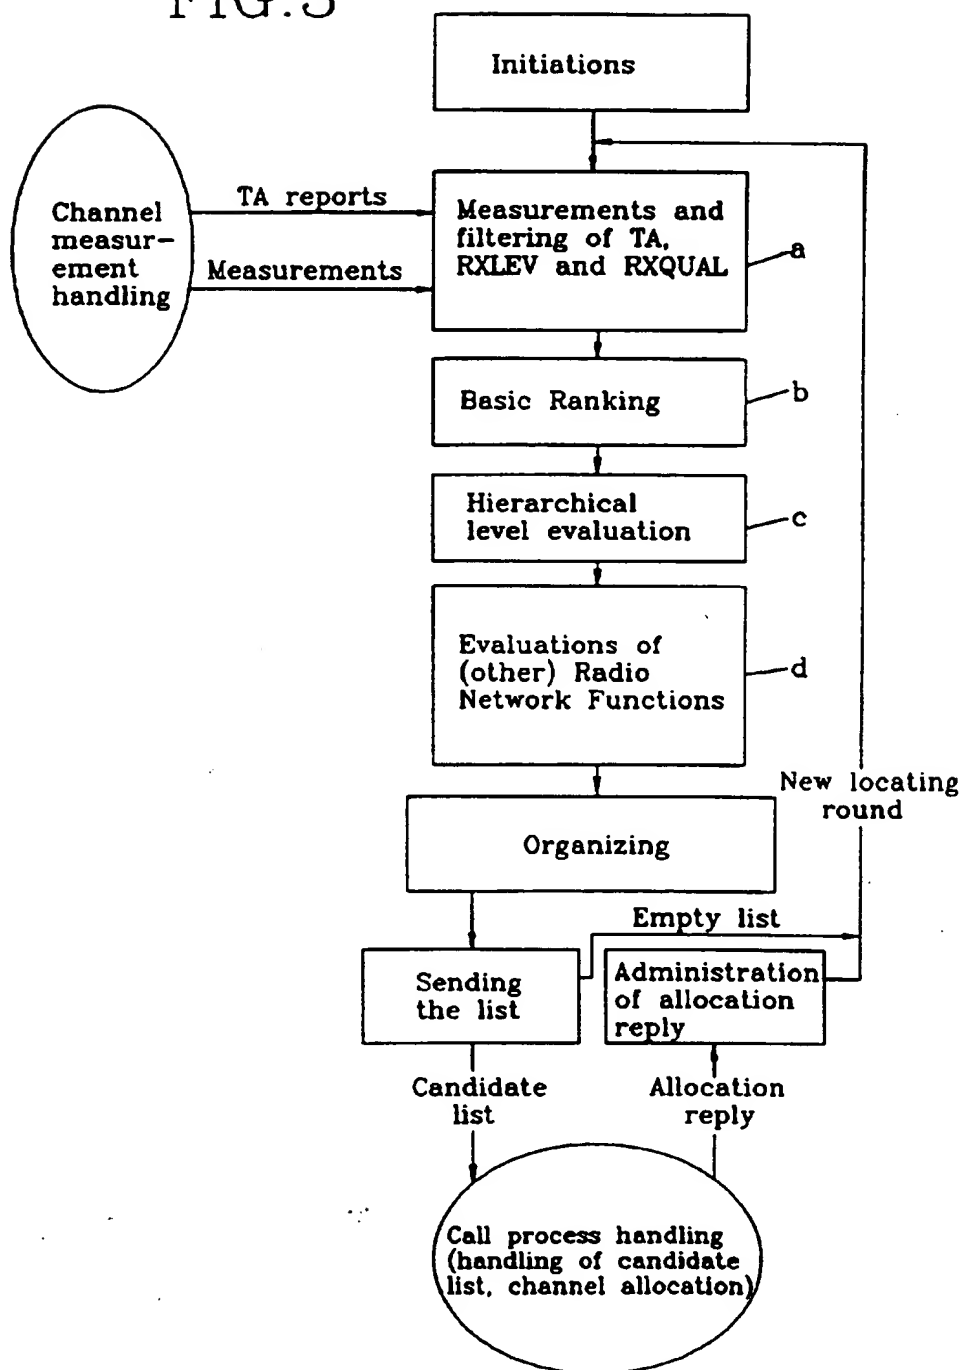 FIG.3
Initiations
Channel
measur-
ement
handling
TA reports
Measurements
Measurements and
filtering of TA,
RXLEV and RXQUAL
a
Basic Ranking
b
Hierarchical
level evaluation
c
Evaluations of
(other) Radio
Network Functions
d
New locating
round
Organizing
Empty list
Sending
the list
Administration
of allocation
reply
Candidate
list
Allocation
reply
Call process handling
(handling of candidate
list, channel allocation)